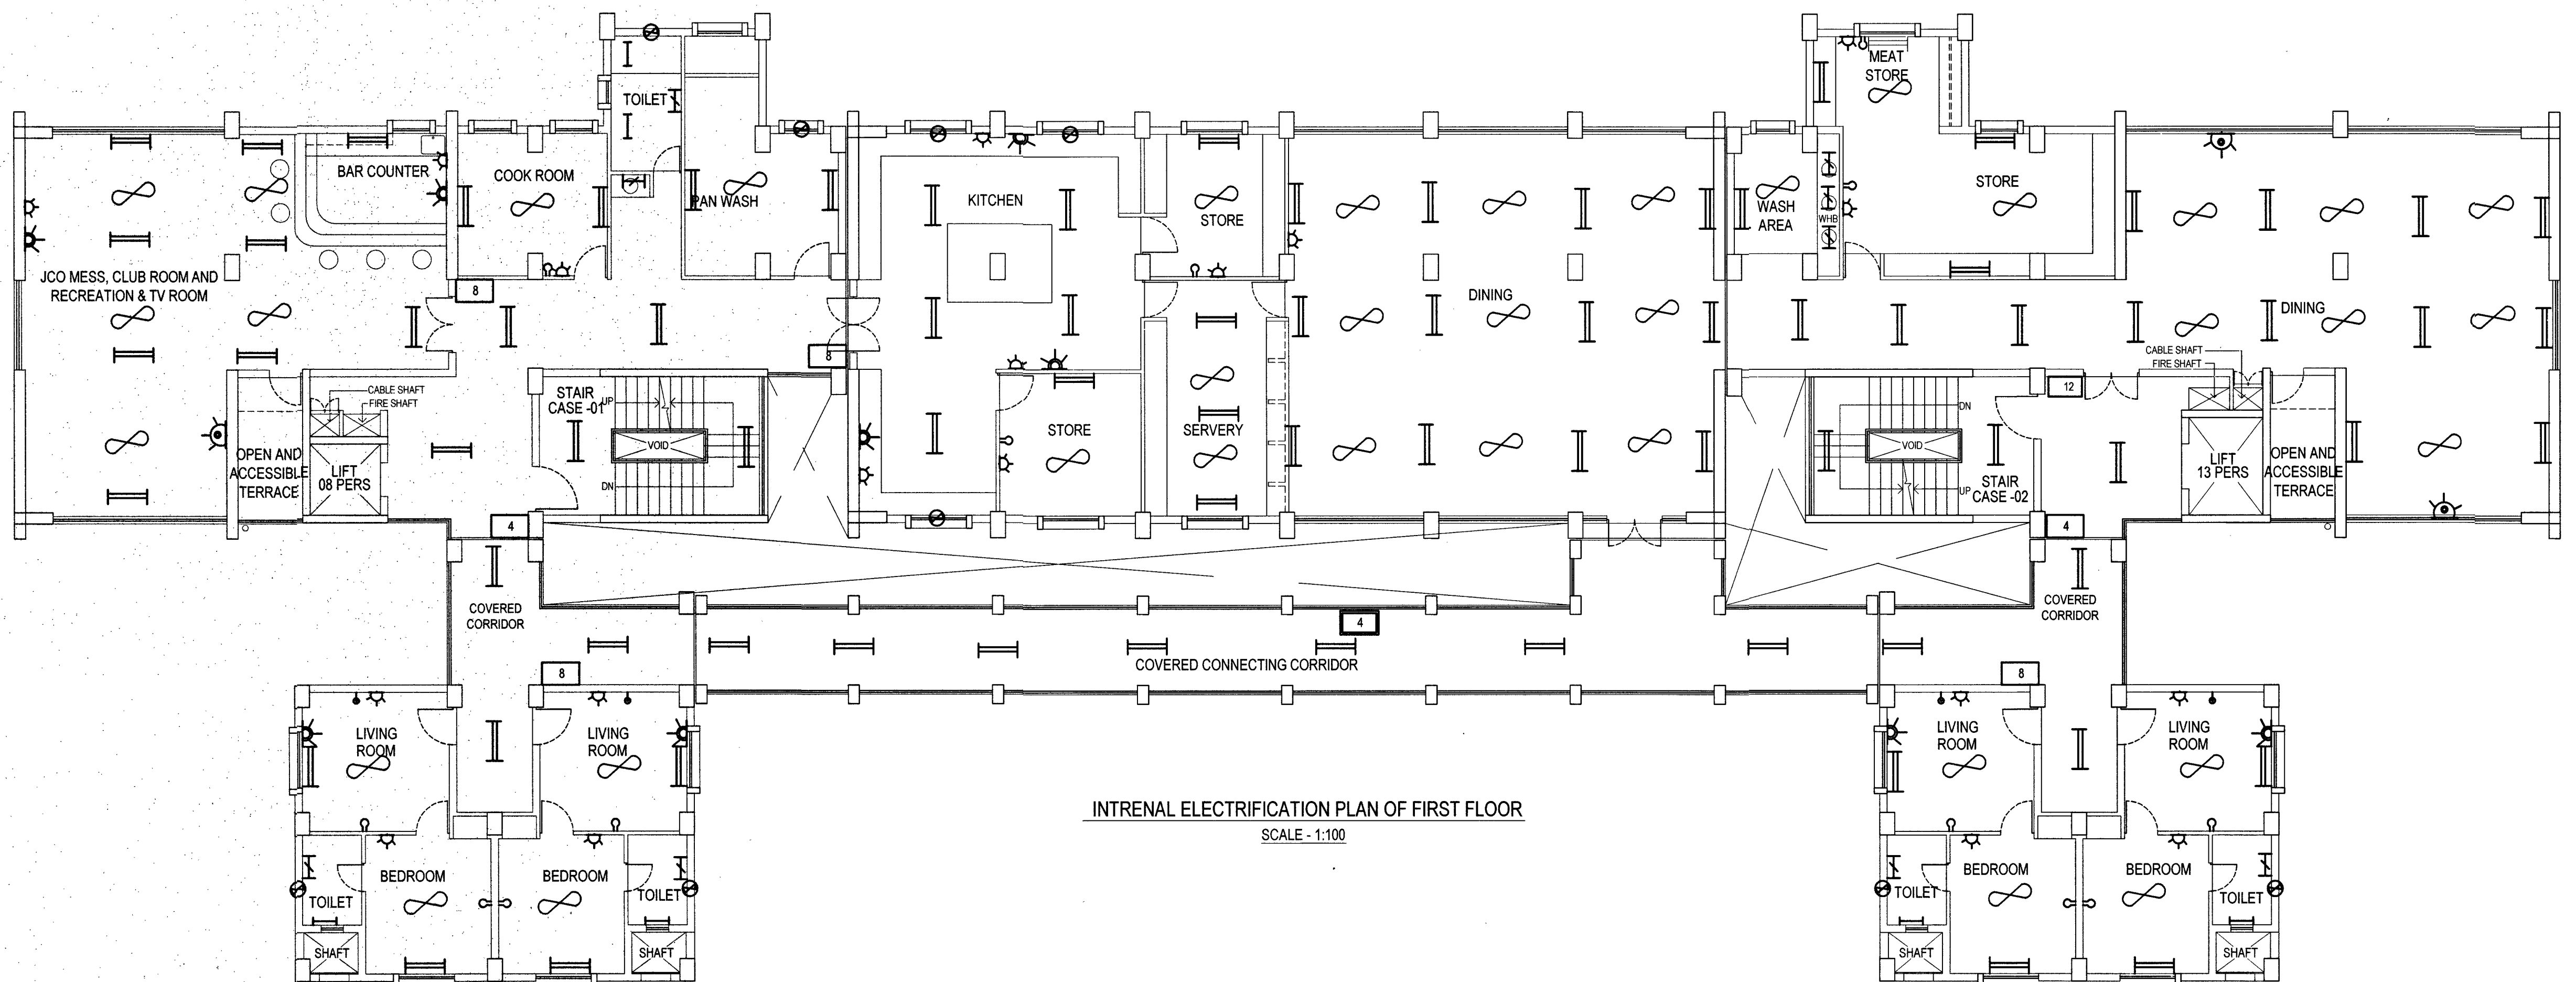 MEAT
STORE
TOILET
BAR COUNTER
COOK ROOM
PAN WASH
KITCHEN
STORE
WASH
AREA
WHB
STORE
JCO MESS, CLUB ROOM AND
RECREATION & TV ROOM
8
8
DINING
DINING
CABLE SHAFT
FIRE SHAFT
CABLE SHAFT
FIRE SHAFT
STAIR
CASE -01
UP
VOID
DN
OPEN AND
ACCESSIBLE
TERRACE
LIFT
08 PERS
STORE
SERVERY
12
DN
VOID
UP
STAIR
CASE -02
LIFT
13 PERS
OPEN AND
ACCESSIBLE
TERRACE
4
4
COVERED
CORRIDOR
COVERED
CORRIDOR
4
COVERED CONNECTING CORRIDOR
8
8
LIVING
ROOM
LIVING
ROOM
LIVING
ROOM
LIVING
ROOM
INTRENAL ELECTRIFICATION PLAN OF FIRST FLOOR
SCALE - 1:100
BEDROOM
BEDROOM
TOILET
TOILET
SHAFT
SHAFT
BEDROOM
BEDROOM
TOILET
TOILET
SHAFT
SHAFT